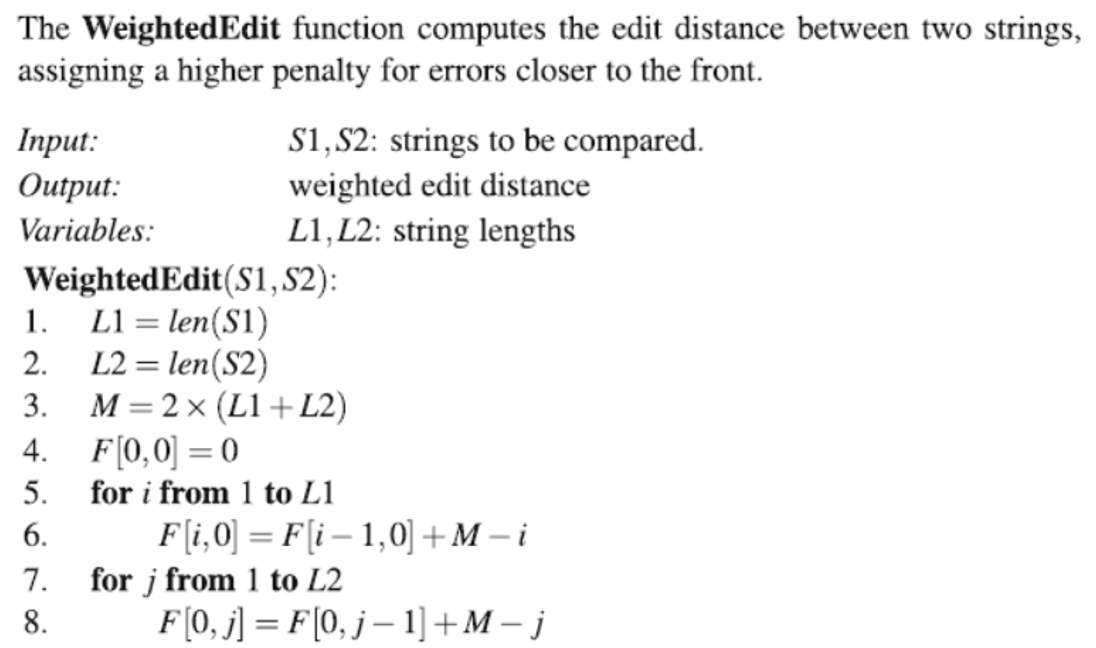 The WeightedEdit function computes the edit distance between two strings,
assigning a higher penalty for errors closer to the front.
Input: S1,S2: strings to be compared.
Output: weighted edit distance
Variables: L1,L2: string lengths
WeightedEdit(S1,S2):
1. L1 = len(S1)
2. L2 = len(S2)
3. M = 2 × (L1 + L2)
4. F[0,0] = 0
5. for i from 1 to L1
6. F[i,0] = F[i − 1,0] + M − i
7. for j from 1 to L2
8. F[0,j] = F[0,j − 1] + M − j